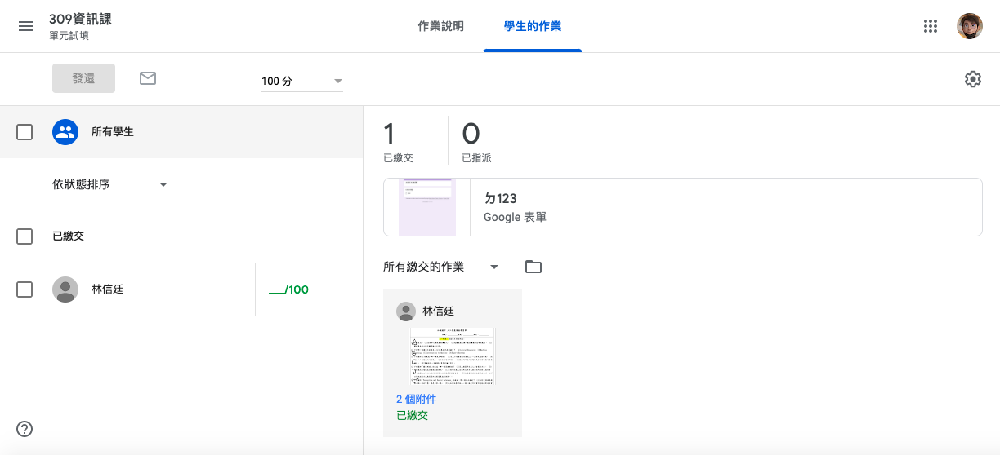 309資訊課
單元試填
作業說明
學生的作業
發還
100 分
所有學生
依狀態排序
已繳交
林信廷
/100
1
已繳交
0
已指派
ㄉ123
Google 表單
所有繳交的作業
林信廷
2 個附件
已繳交